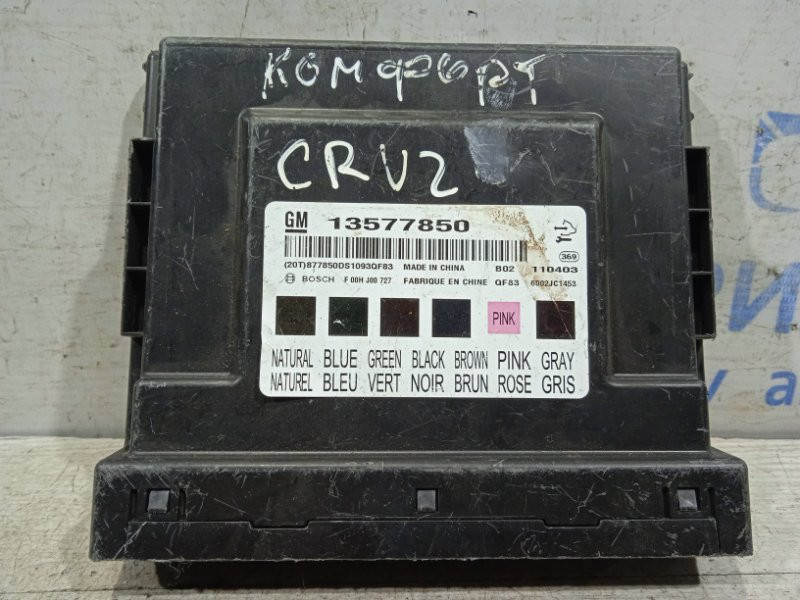 КОМФОРТ
CRUZ
GM 13577850
369
(20T)877850DS1093QF83 MADE IN CHINA B02 110403
BOSCH F 00H J00 727 FABRIQUE EN CHINE QF83 6002JC1453
PINK
NATURAL BLUE GREEN BLACK BROWN PINK GRAY
NATUREL BLEU VERT NOIR BRUN ROSE GRIS